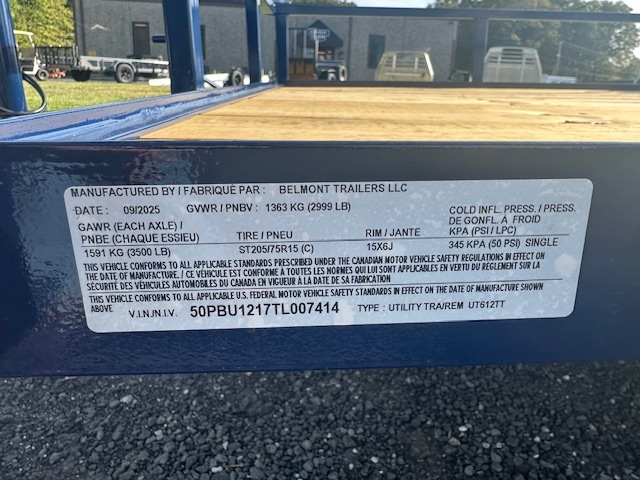 MANUFACTURED BY / FABRIQUÉ PAR : BELMONT TRAILERS LLC
DATE : 09/2025 GVWR / PNBV : 1363 KG (2999 LB)
COLD INFL. PRESS. / PRESS. DE GONFL. À FROID
GAWR (EACH AXLE) / PNBE (CHAQUE ESSIEU) TIRE / PNEU RIM / JANTE KPA (PSI / LPC)
1591 KG (3500 LB) ST205/75R15 (C) 15X6J 345 KPA (50 PSI) SINGLE
THIS VEHICLE CONFORMS TO ALL APPLICABLE STANDARDS PRESCRIBED UNDER THE CANADIAN MOTOR VEHICLE SAFETY REGULATIONS IN EFFECT ON
THE DATE OF MANUFACTURE. / CE VÉHICULE EST CONFORME À TOUTES LES NORMES QUI LUI SONT APPLICABLES EN VERTU DU RÈGLEMENT SUR LA
SÉCURITÉ DES VÉHICULES AUTOMOBILES DU CANADA EN VIGUEUR À LA DATE DE SA FABRICATION
THIS VEHICLE CONFORMS TO ALL APPLICABLE U.S. FEDERAL MOTOR VEHICLE SAFETY STANDARDS IN EFFECT ON THE DATE OF MANUFACTURE SHOWN
ABOVE
V.I.N./N.I.V. 50PBU1217TL007414 TYPE : UTILITY TRA/REM UT612TT